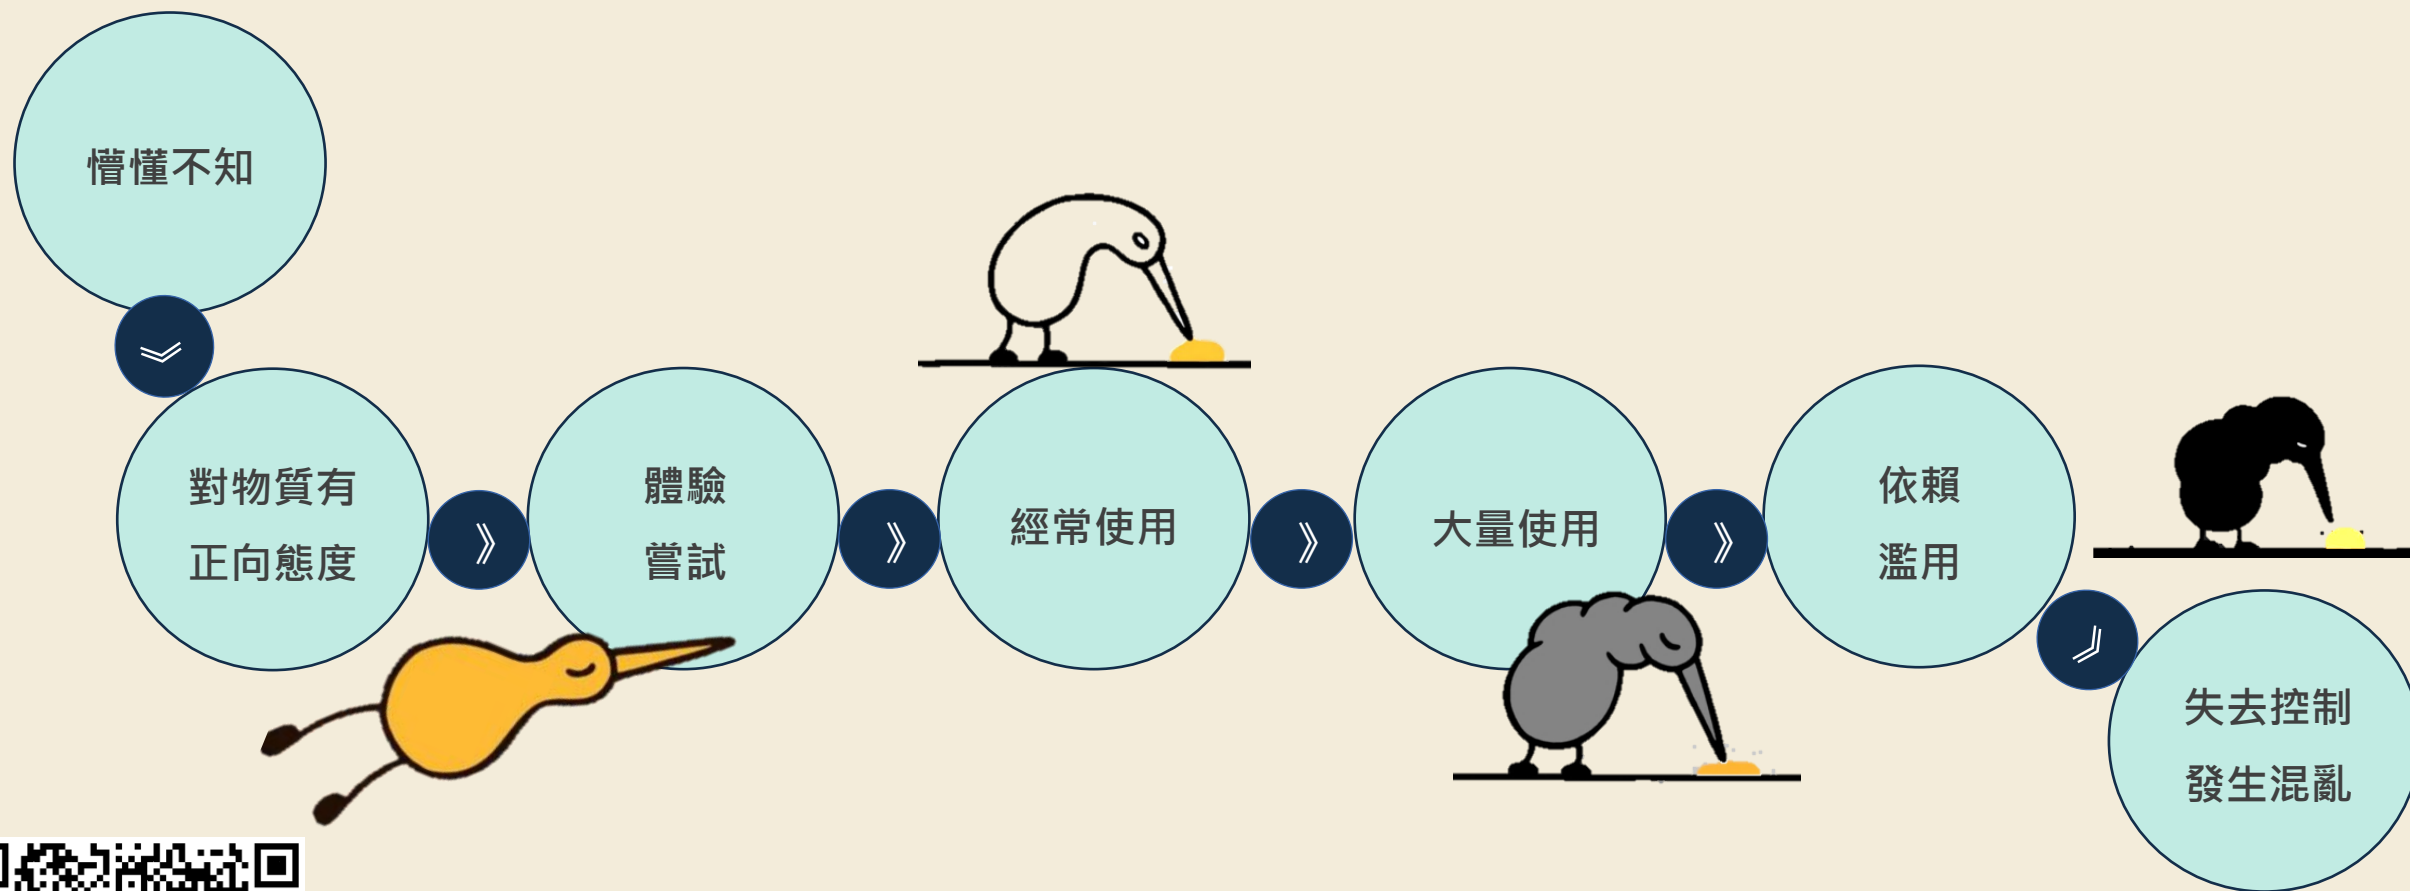 懵懂不知
對物質有
正向態度
體驗
嘗試
經常使用
大量使用
依賴
濫用
失去控制
發生混亂